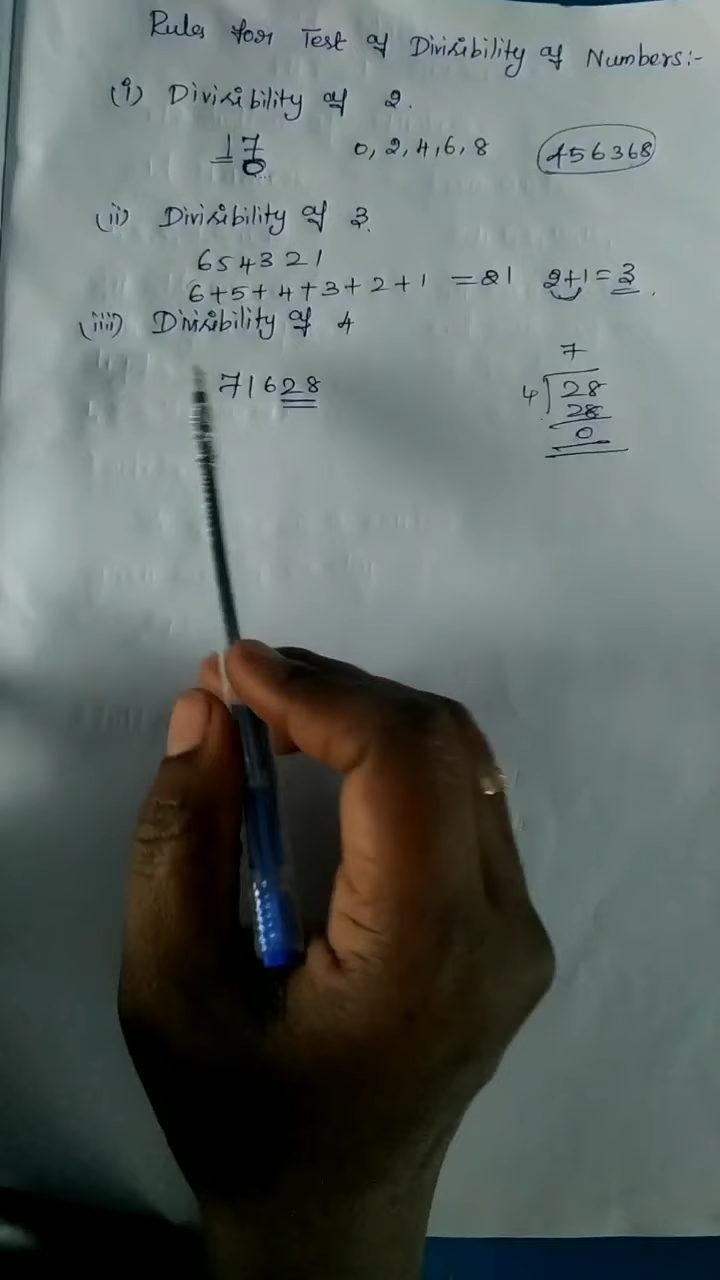 Rules for Test of Divisibility of Numbers:-
(i) Divisibility of 2.
17 0, 2, 4, 6, 8 456368
(ii) Divisibility of 3.
654321
6+5+4+3+2+1 = 21 2+1 = 3.
(iii) Divisibility of 4
7
71628 4 28
28
0